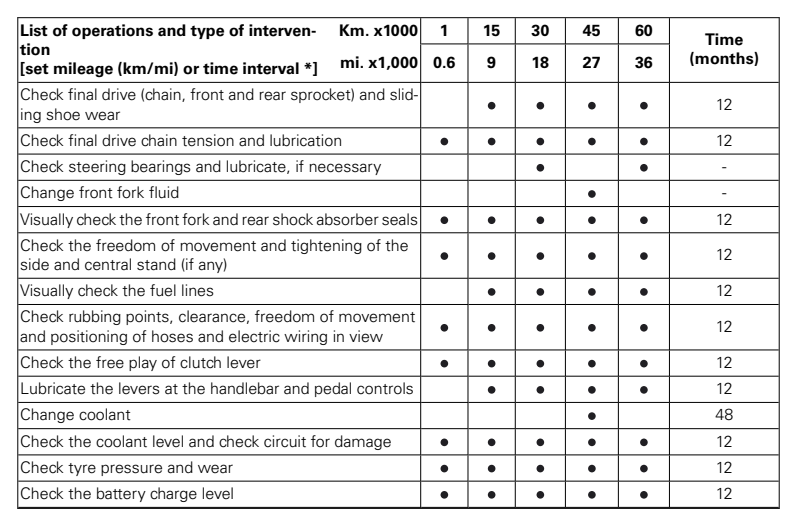 List of operations and type of interven- Km. x1000 1 15 30 45 60 Time
tion
[set mileage (km/mi) or time interval *] mi. x1,000 0.6 9 18 27 36 (months)
Check final drive (chain, front and rear sprocket) and slid-
ing shoe wear ● ● ● ● 12
Check final drive chain tension and lubrication ● ● ● ● ● 12
Check steering bearings and lubricate, if necessary ● ● -
Change front fork fluid ● -
Visually check the front fork and rear shock absorber seals ● ● ● ● ● 12
Check the freedom of movement and tightening of the
side and central stand (if any) ● ● ● ● ● 12
Visually check the fuel lines ● ● ● ● 12
Check rubbing points, clearance, freedom of movement
and positioning of hoses and electric wiring in view ● ● ● ● ● 12
Check the free play of clutch lever ● ● ● ● ● 12
Lubricate the levers at the handlebar and pedal controls ● ● ● ● 12
Change coolant ● 48
Check the coolant level and check circuit for damage ● ● ● ● ● 12
Check tyre pressure and wear ● ● ● ● ● 12
Check the battery charge level ● ● ● ● ● 12